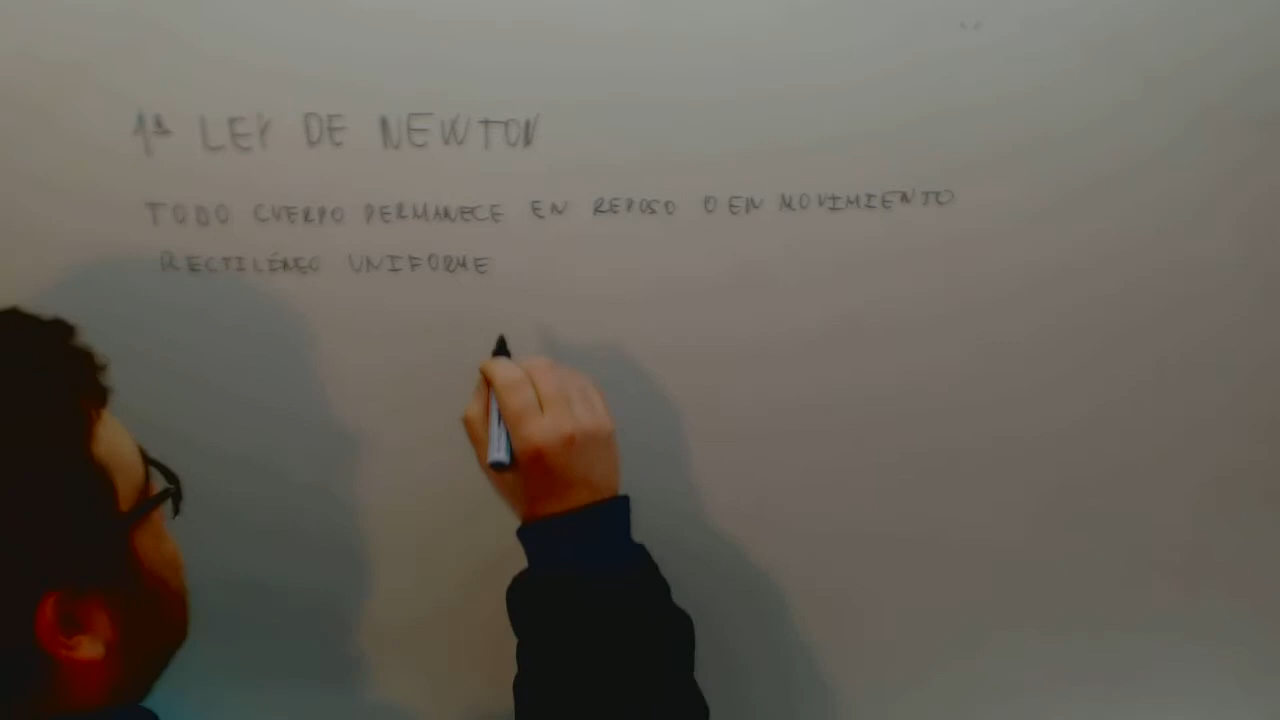 1ª LEY DE NEWTON
TODO CUERPO PERMANECE EN REPOSO O EN MOVIMIENTO
RECTILÍNEO UNIFORME